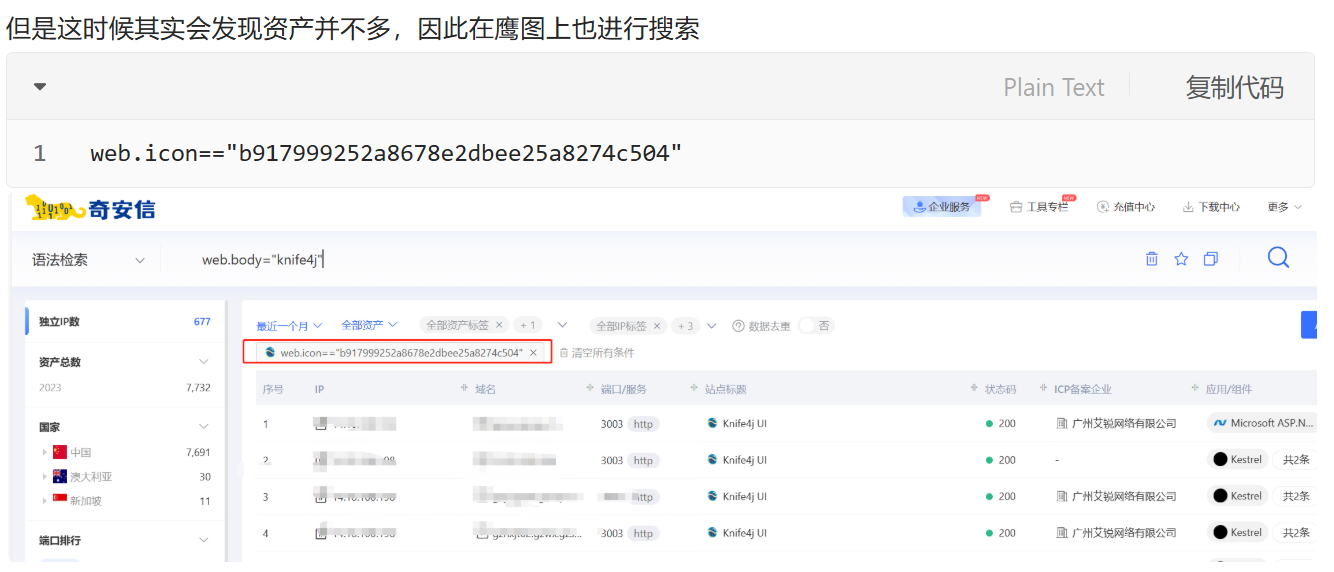 但是这时候其实会发现资产并不多，因此在鹰图上也进行搜索
Plain Text 复制代码
1 web.icon=="b917999252a8678e2dbee25a8274c504"
奇安信 企业服务 NEW 工具专栏 NEW 充值中心 下载中心 更多
语法检索 web.body="knife4j"
独立IP数 677
资产总数
2023 7,732
国家
中国 7,691
澳大利亚 30
新加坡 11
端口排行
最近一个月 全部资产 全部资产标签 × + 1 全部IP标签 × + 3 数据去重 否
web.icon=="b917999252a8678e2dbee25a8274c504" × 清空所有条件
序号 IP 域名 端口/服务 站点标题 状态码 ICP备案企业 应用/组件
1 3003 http Knife4j UI 200 广州艾锐网络有限公司 Microsoft ASP.N...
2 3003 http Knife4j UI 200 - Kestrel 共2条
3 http Knife4j UI 200 广州艾锐网络有限公司 Kestrel 共2条
4 3003 http Knife4j UI 200 广州艾锐网络有限公司 Kestrel 共2条